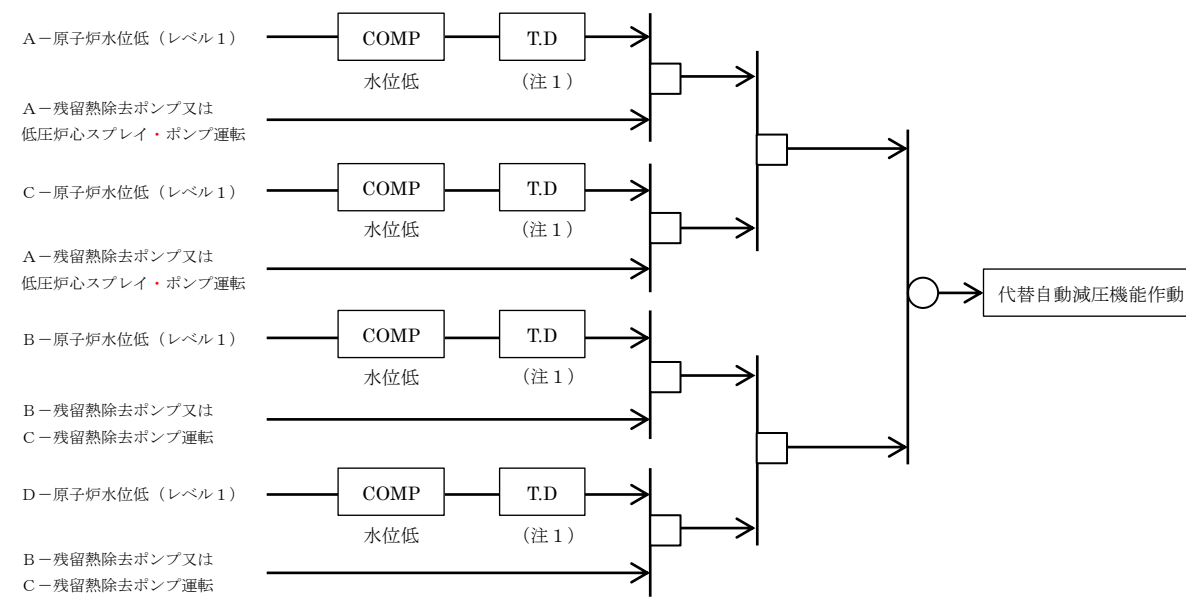 A－原子炉水位低（レベル１）
COMP
T.D
水位低
（注１）
A－残留熱除去ポンプ又は
低圧炉心スプレイ・ポンプ運転
C－原子炉水位低（レベル１）
COMP
T.D
水位低
（注１）
A－残留熱除去ポンプ又は
低圧炉心スプレイ・ポンプ運転
代替自動減圧機能作動
B－原子炉水位低（レベル１）
COMP
T.D
水位低
（注１）
B－残留熱除去ポンプ又は
C－残留熱除去ポンプ運転
D－原子炉水位低（レベル１）
COMP
T.D
水位低
（注１）
B－残留熱除去ポンプ又は
C－残留熱除去ポンプ運転